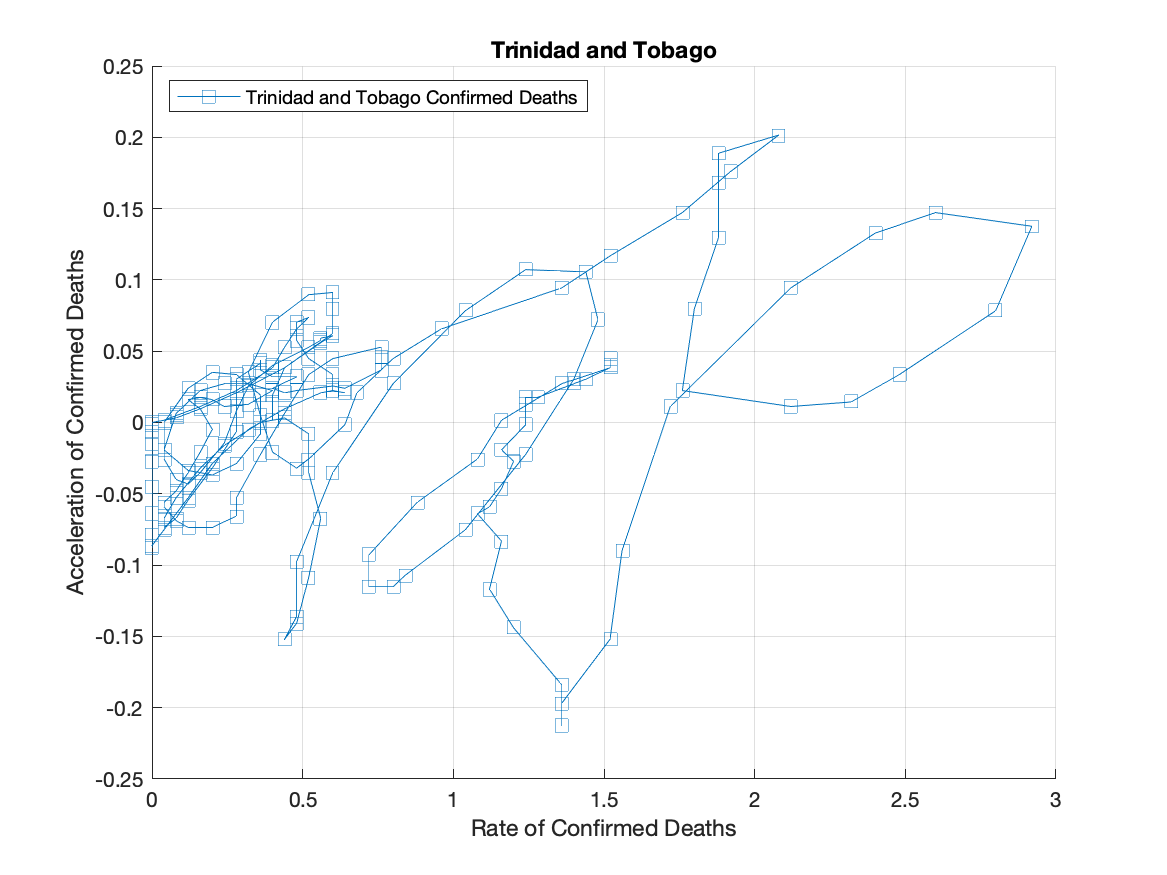 Trinidad and Tobago
0.25
Trinidad and Tobago Confirmed Deaths
0.2
0.15
0.1
0.05
0
-0.05
-0.1
-0.15
-0.2
-0.25
Acceleration of Confirmed Deaths
0 0.5 1 1.5 2 2.5 3
Rate of Confirmed Deaths